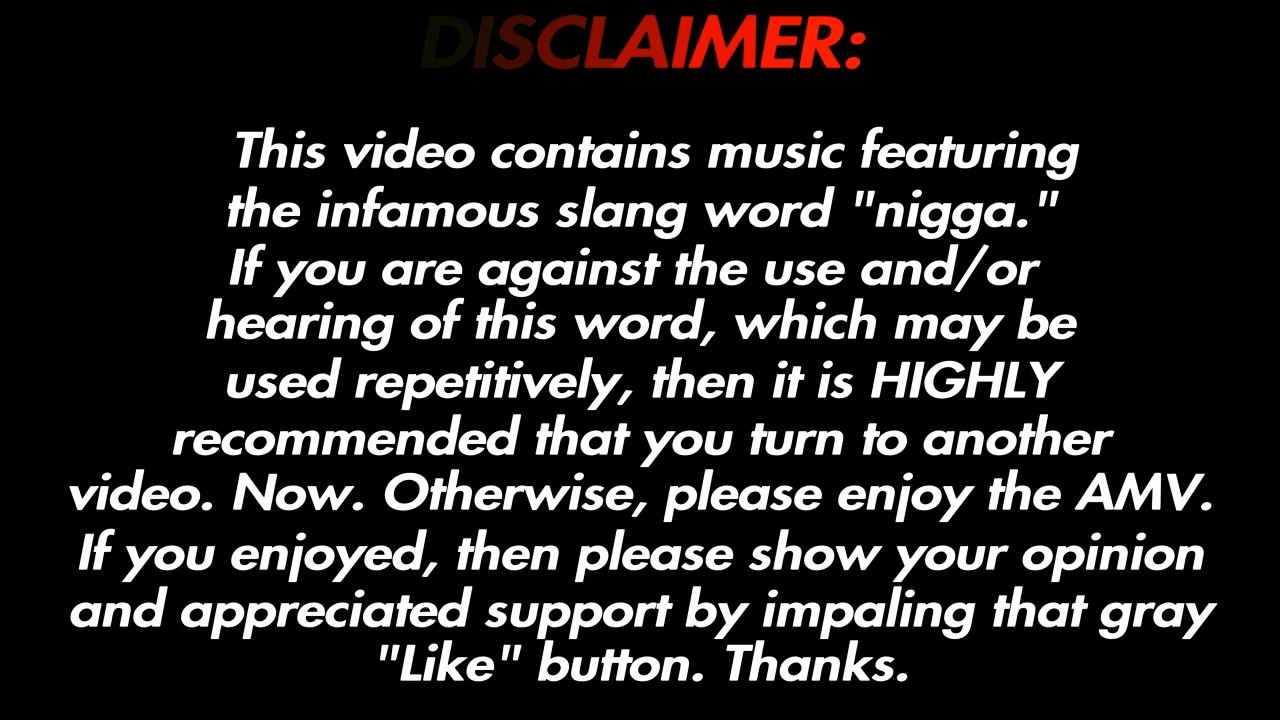 DISCLAIMER:
This video contains music featuring
the infamous slang word "nigga."
If you are against the use and/or
hearing of this word, which may be
used repetitively, then it is HIGHLY
recommended that you turn to another
video. Now. Otherwise, please enjoy the AMV.
If you enjoyed, then please show your opinion
and appreciated support by impaling that gray
"Like" button. Thanks.